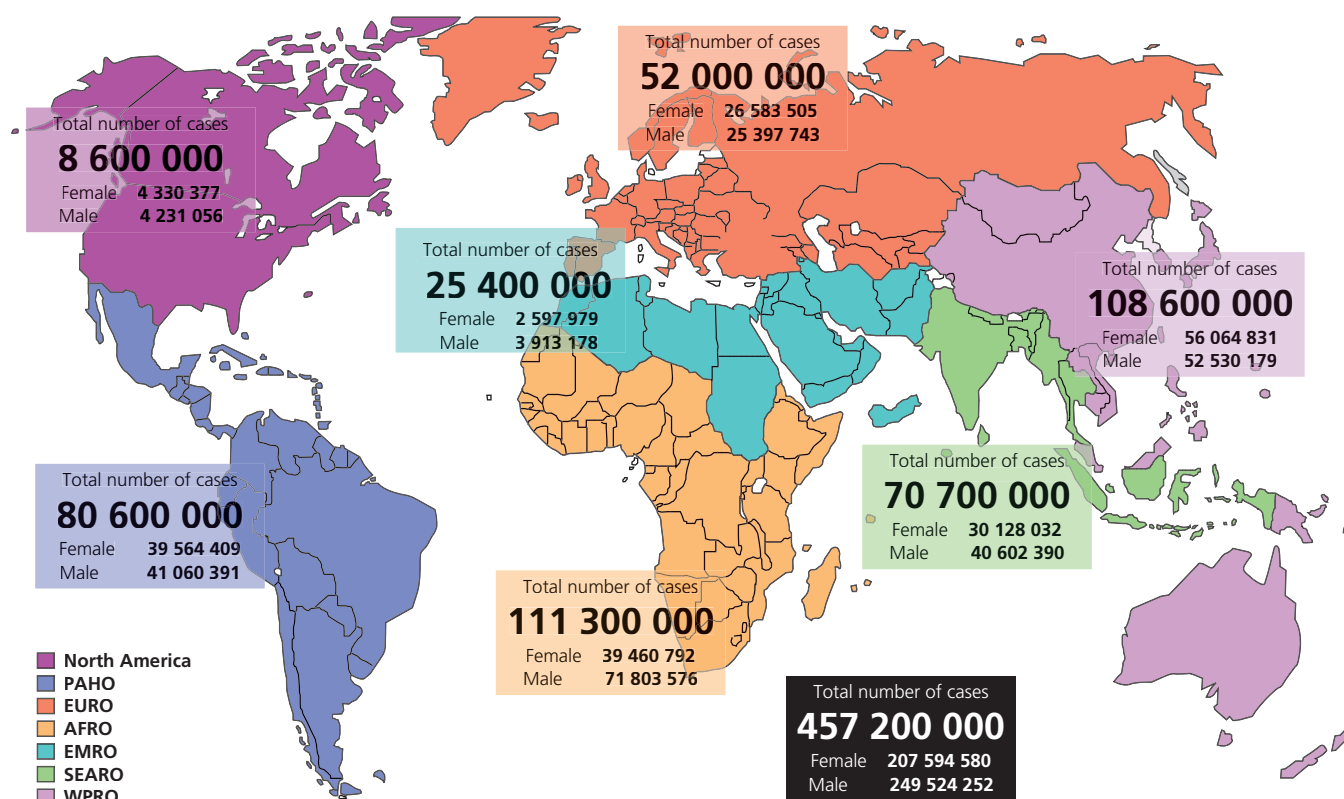 Total number of cases
52 000 000
Female 26 583 505
Male 25 397 743
Total number of cases
8 600 000
Female 4 330 377
Male 4 231 056
Total number of cases
25 400 000
Female 2 597 979
Male 3 913 178
Total number of cases
108 600 000
Female 56 064 831
Male 52 530 179
Total number of cases
80 600 000
Female 39 564 409
Male 41 060 391
Total number of cases
70 700 000
Female 30 128 032
Male 40 602 390
Total number of cases
111 300 000
Female 39 460 792
Male 71 803 576
North America
PAHO
EURO
AFRO
EMRO
SEARO
WPRO
Total number of cases
457 200 000
Female 207 594 580
Male 249 524 252